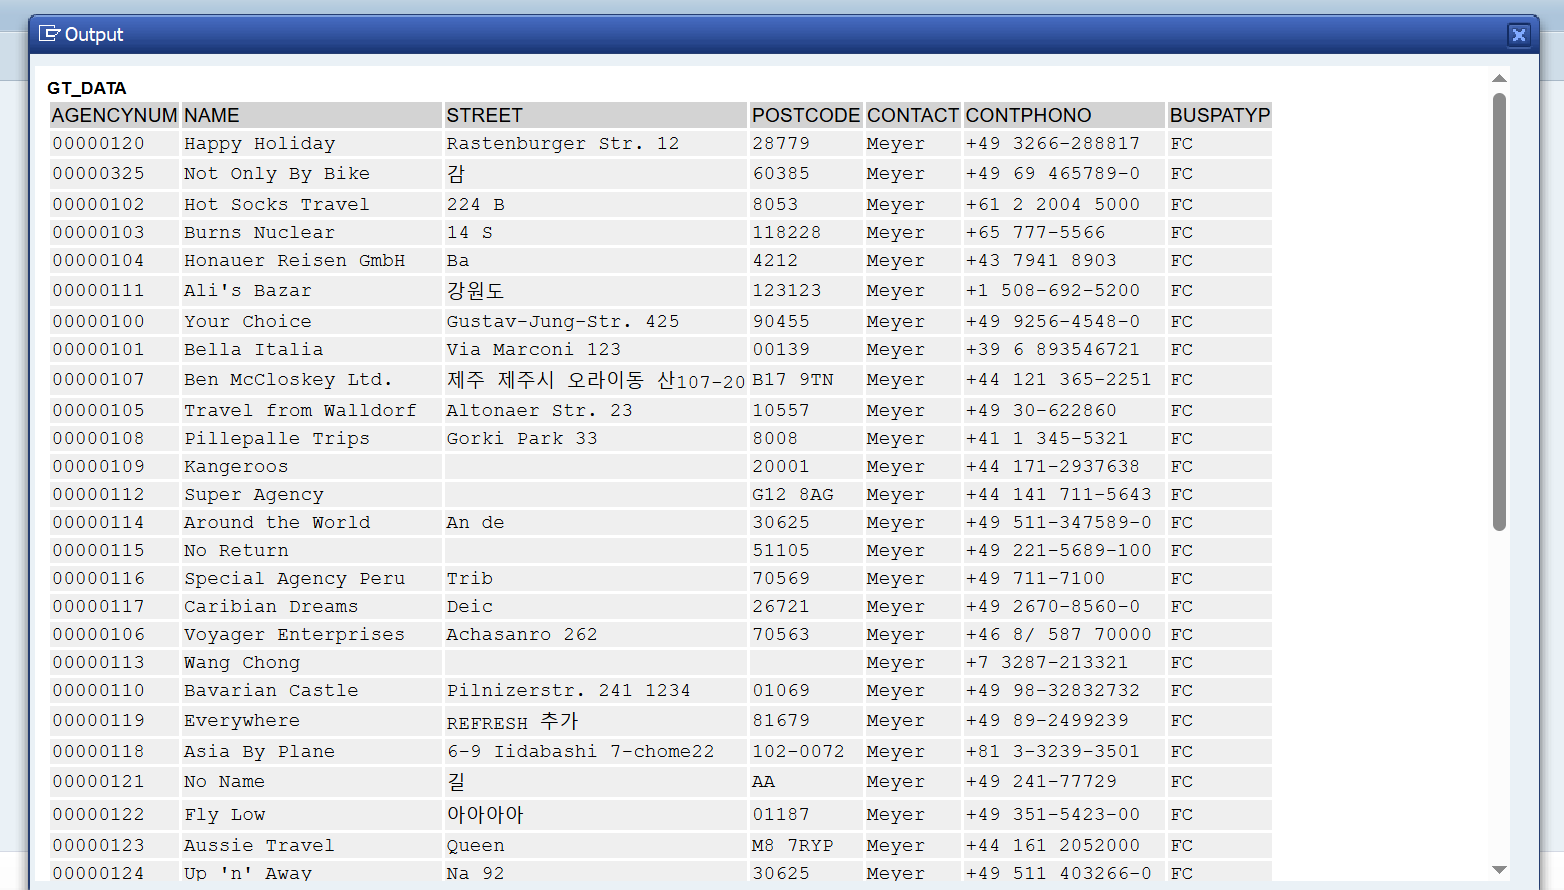 Output
GT_DATA
AGENCYNUM NAME STREET POSTCODE CONTACT CONTPHONO BUSPATYP
00000120 Happy Holiday Rastenburger Str. 12 28779 Meyer +49 3266-288817 FC
00000325 Not Only By Bike 감 60385 Meyer +49 69 465789-0 FC
00000102 Hot Socks Travel 224 B 8053 Meyer +61 2 2004 5000 FC
00000103 Burns Nuclear 14 S 118228 Meyer +65 777-5566 FC
00000104 Honauer Reisen GmbH Ba 4212 Meyer +43 7941 8903 FC
00000111 Ali's Bazar 강원도 123123 Meyer +1 508-692-5200 FC
00000100 Your Choice Gustav-Jung-Str. 425 90455 Meyer +49 9256-4548-0 FC
00000101 Bella Italia Via Marconi 123 00139 Meyer +39 6 893546721 FC
00000107 Ben McCloskey Ltd. 제주 제주시 오라이동 산107-20 B17 9TN Meyer +44 121 365-2251 FC
00000105 Travel from Walldorf Altonaer Str. 23 10557 Meyer +49 30-622860 FC
00000108 Pillepalle Trips Gorki Park 33 8008 Meyer +41 1 345-5321 FC
00000109 Kangeroos 20001 Meyer +44 171-2937638 FC
00000112 Super Agency G12 8AG Meyer +44 141 711-5643 FC
00000114 Around the World An de 30625 Meyer +49 511-347589-0 FC
00000115 No Return 51105 Meyer +49 221-5689-100 FC
00000116 Special Agency Peru Trib 70569 Meyer +49 711-7100 FC
00000117 Caribian Dreams Deic 26721 Meyer +49 2670-8560-0 FC
00000106 Voyager Enterprises Achasanro 262 70563 Meyer +46 8/ 587 70000 FC
00000113 Wang Chong Meyer +7 3287-213321 FC
00000110 Bavarian Castle Pilnizerstr. 241 1234 01069 Meyer +49 98-32832732 FC
00000119 Everywhere REFRESH 추가 81679 Meyer +49 89-2499239 FC
00000118 Asia By Plane 6-9 Iidabashi 7-chome22 102-0072 Meyer +81 3-3239-3501 FC
00000121 No Name 길 AA Meyer +49 241-77729 FC
00000122 Fly Low 아아아아 01187 Meyer +49 351-5423-00 FC
00000123 Aussie Travel Queen M8 7RYP Meyer +44 161 2052000 FC
00000124 Up 'n' Away Na 92 30625 Meyer +49 511 403266-0 FC